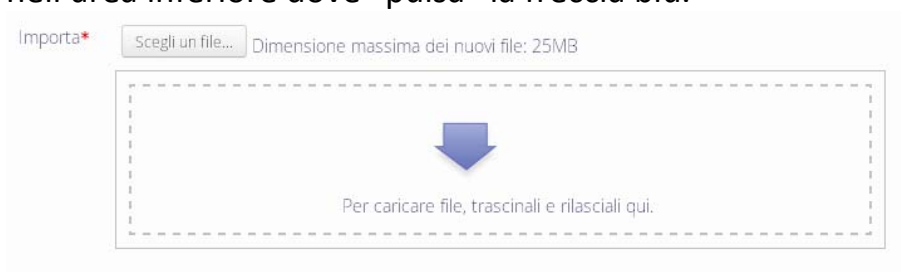 nell'area inferiore dove "pulsa" la freccia blu.
Importa* Scegli un file... Dimensione massima dei nuovi file: 25MB
Per caricare file, trascinali e rilasciali qui.